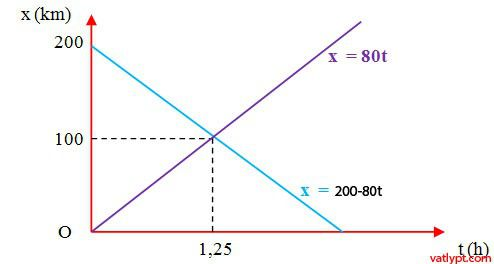 x (km)
200
x = 80t
100
x = 200-80t
O
1,25
t (h)
vatlypt.com